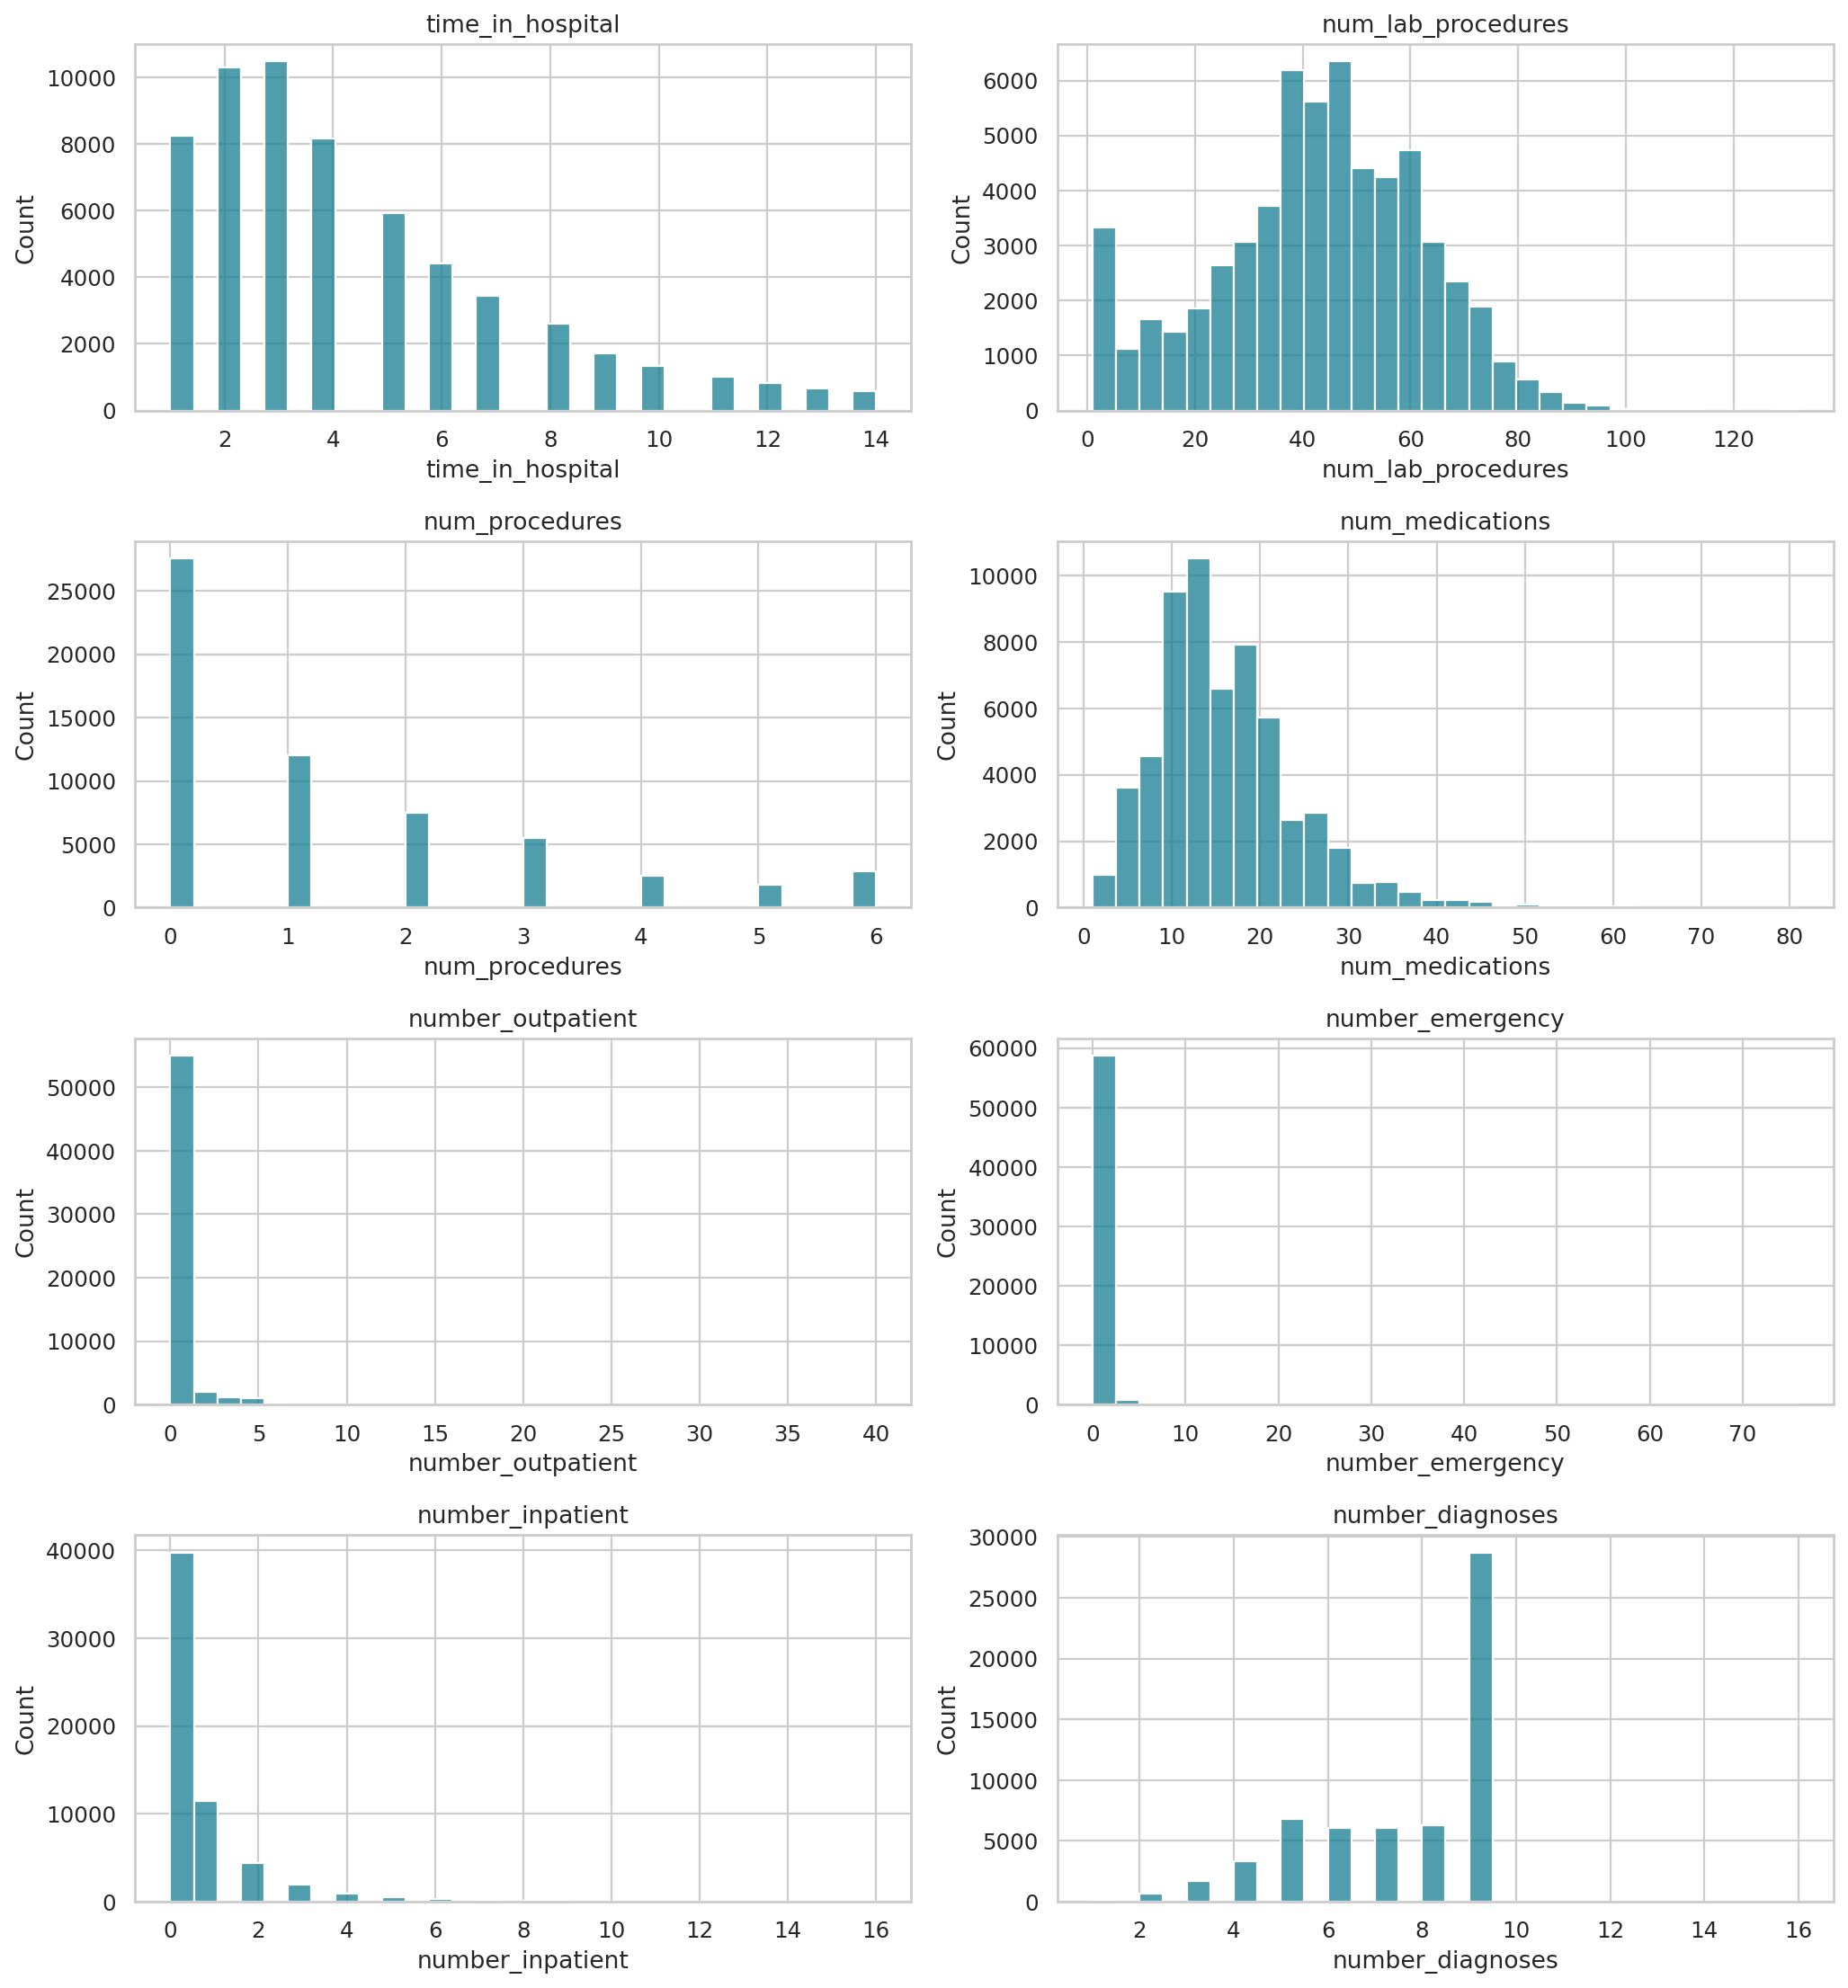 time_in_hospital
Count
10000
8000
6000
4000
2000
0
2 4 6 8 10 12 14
time_in_hospital
num_lab_procedures
Count
6000
5000
4000
3000
2000
1000
0
0 20 40 60 80 100 120
num_lab_procedures
num_procedures
Count
25000
20000
15000
10000
5000
0
0 1 2 3 4 5 6
num_procedures
num_medications
Count
10000
8000
6000
4000
2000
0
0 10 20 30 40 50 60 70 80
num_medications
number_outpatient
Count
50000
40000
30000
20000
10000
0
0 5 10 15 20 25 30 35 40
number_outpatient
number_emergency
Count
60000
50000
40000
30000
20000
10000
0
0 10 20 30 40 50 60 70
number_emergency
number_inpatient
Count
40000
30000
20000
10000
0
0 2 4 6 8 10 12 14 16
number_inpatient
number_diagnoses
Count
30000
25000
20000
15000
10000
5000
0
2 4 6 8 10 12 14 16
number_diagnoses